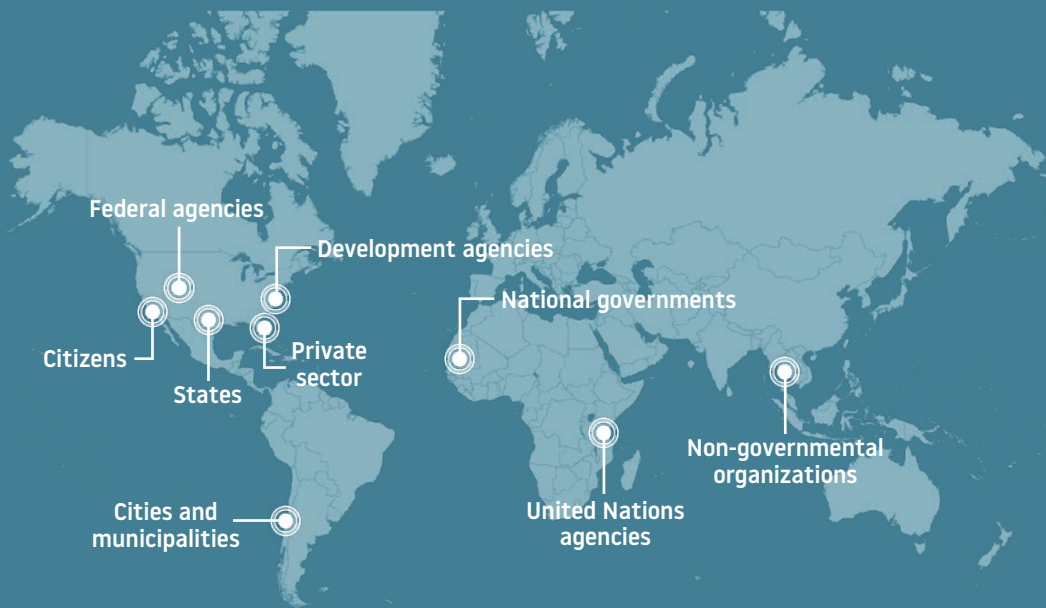 Federal agencies
Development agencies
National governments
Citizens
Private
sector
States
Non-governmental
organizations
Cities and
municipalities
United Nations
agencies